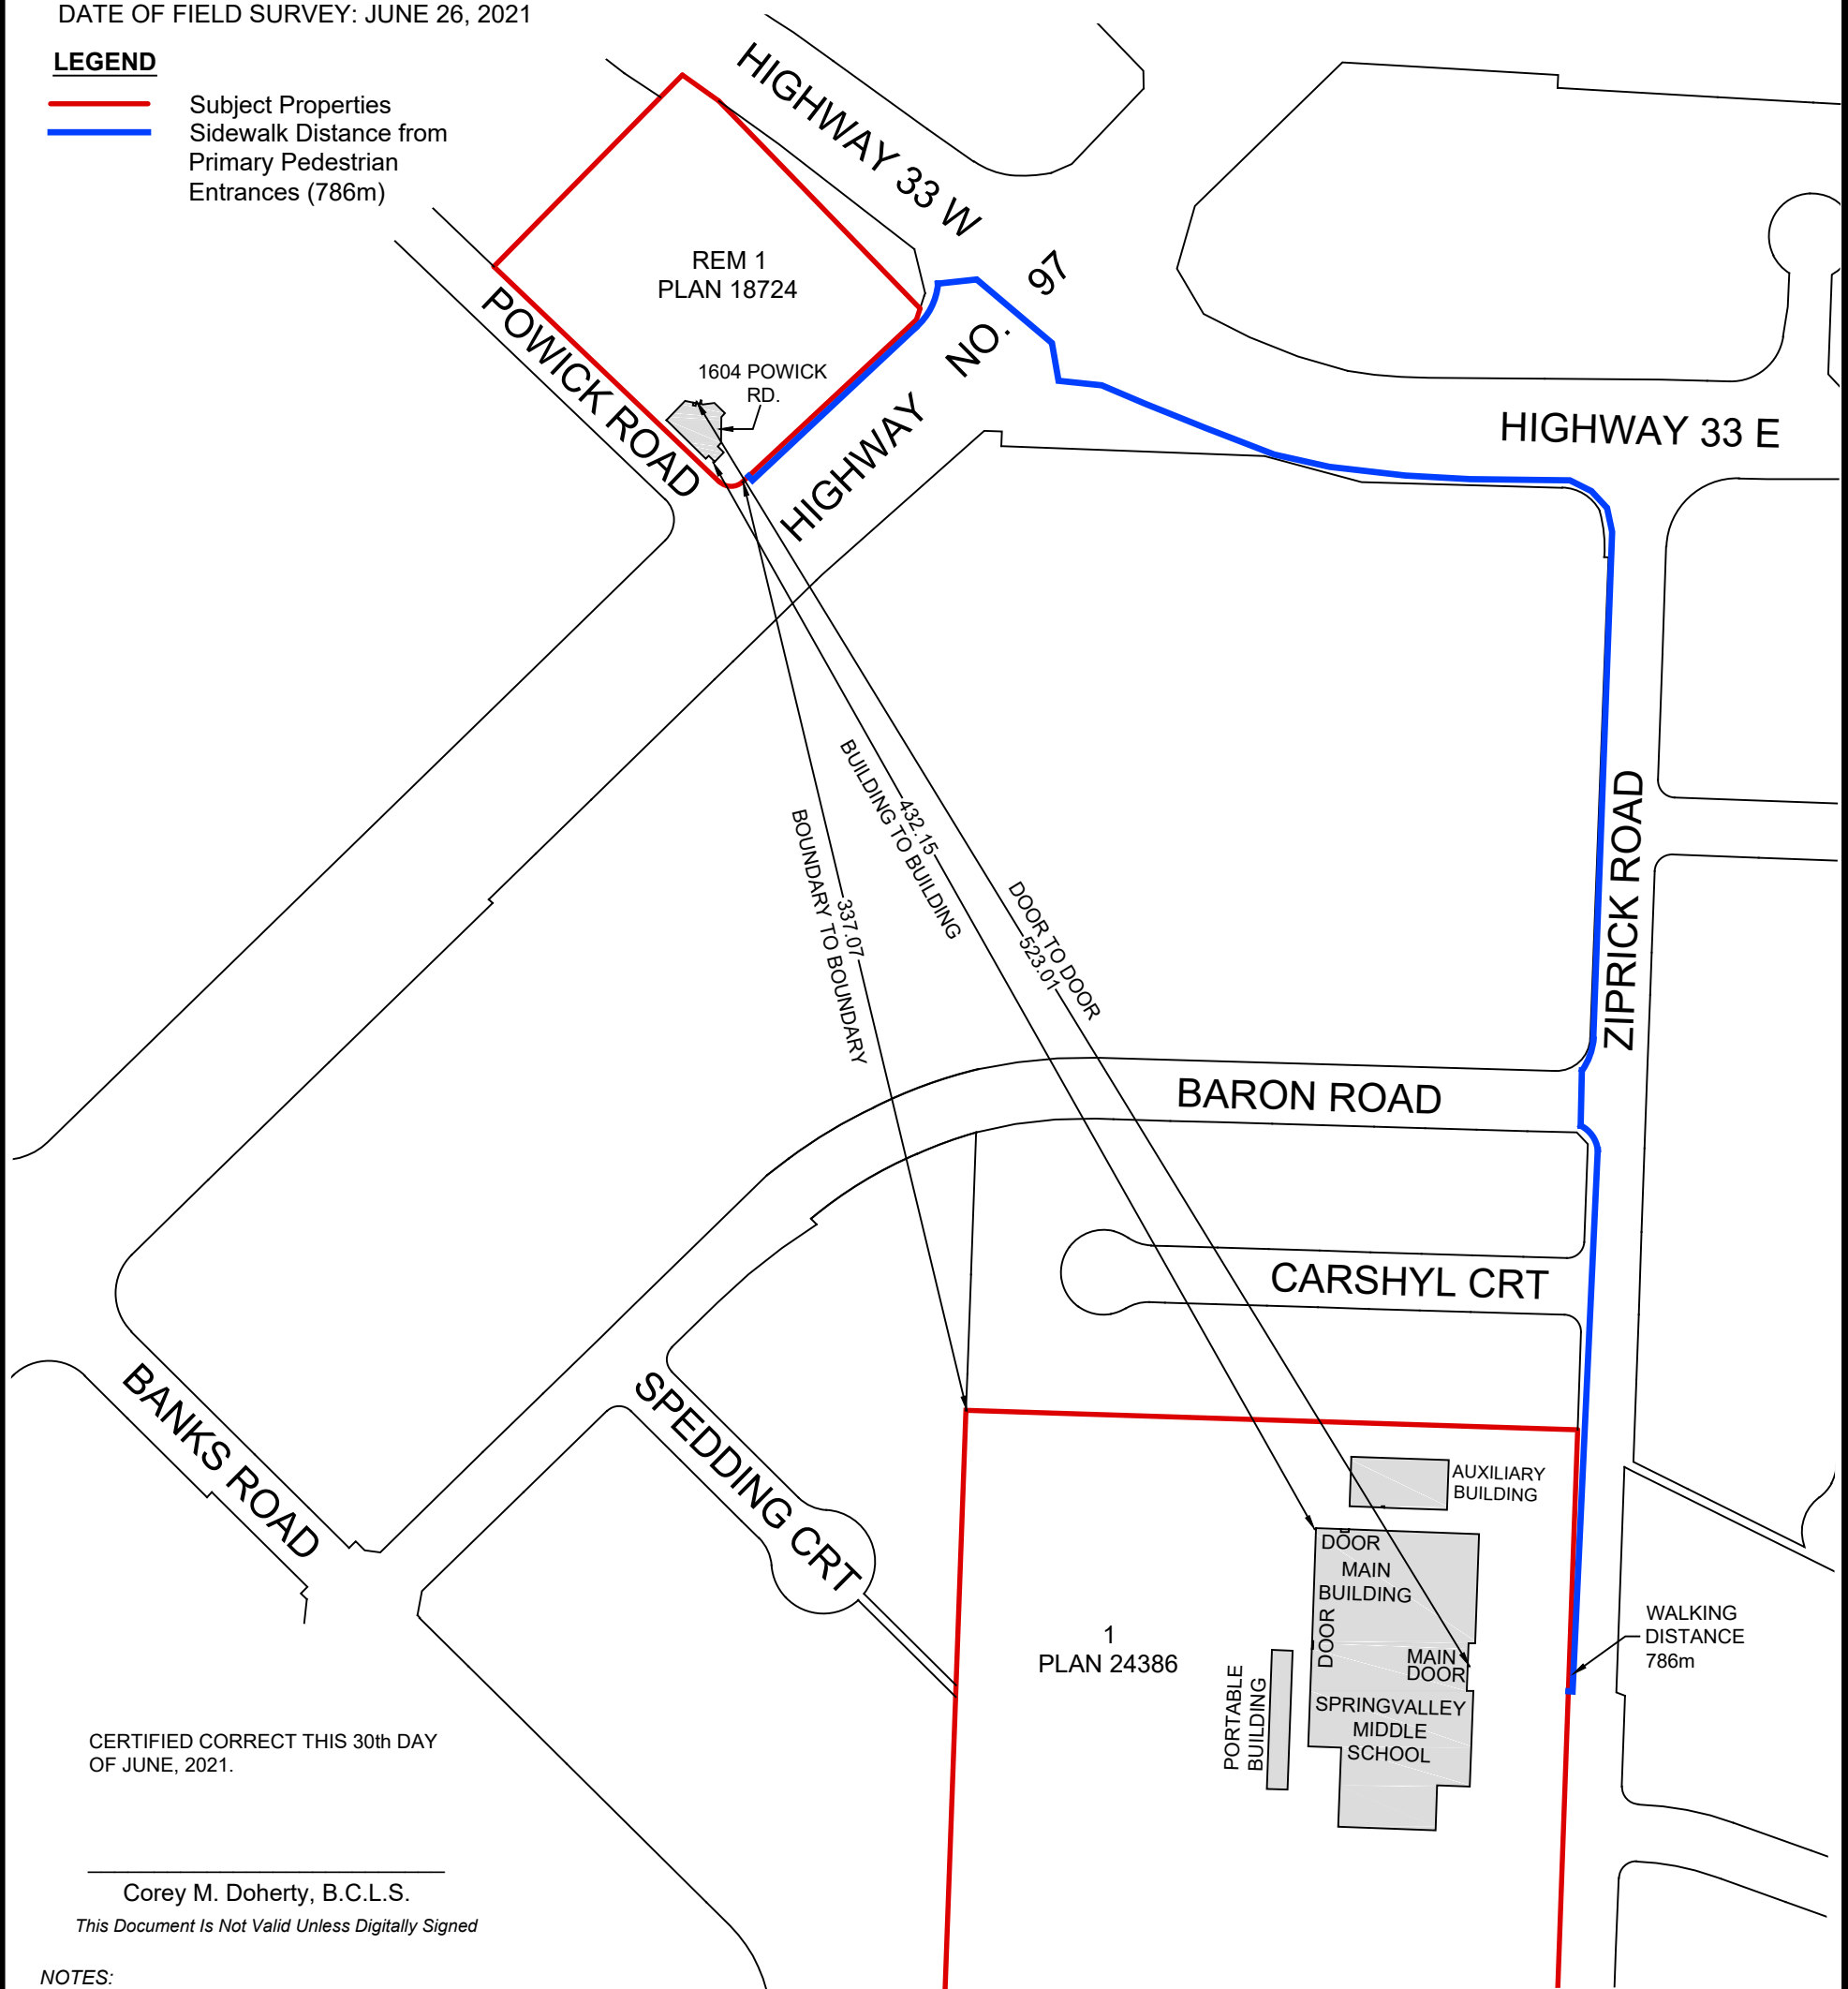 DATE OF FIELD SURVEY: JUNE 26, 2021
LEGEND
Subject Properties
Sidewalk Distance from
Primary Pedestrian
Entrances (786m)
HIGHWAY 33 W
REM 1
PLAN 18724
HIGHWAY NO. 97
POWICK ROAD
1604 POWICK
RD.
HIGHWAY 33 E
ZIPRICK ROAD
432.15
BUILDING TO BUILDING
337.07
BOUNDARY TO BOUNDARY
DOOR TO DOOR
523.01
BARON ROAD
CARSHYL CRT
BANKS ROAD
SPEDDING CRT
AUXILIARY
BUILDING
DOOR
MAIN
BUILDING
DOOR
MAIN
DOOR
1
PLAN 24386
PORTABLE
BUILDING
SPRINGVALLEY
MIDDLE
SCHOOL
WALKING
DISTANCE
786m
CERTIFIED CORRECT THIS 30th DAY
OF JUNE, 2021.
Corey M. Doherty, B.C.L.S.
This Document Is Not Valid Unless Digitally Signed
NOTES: